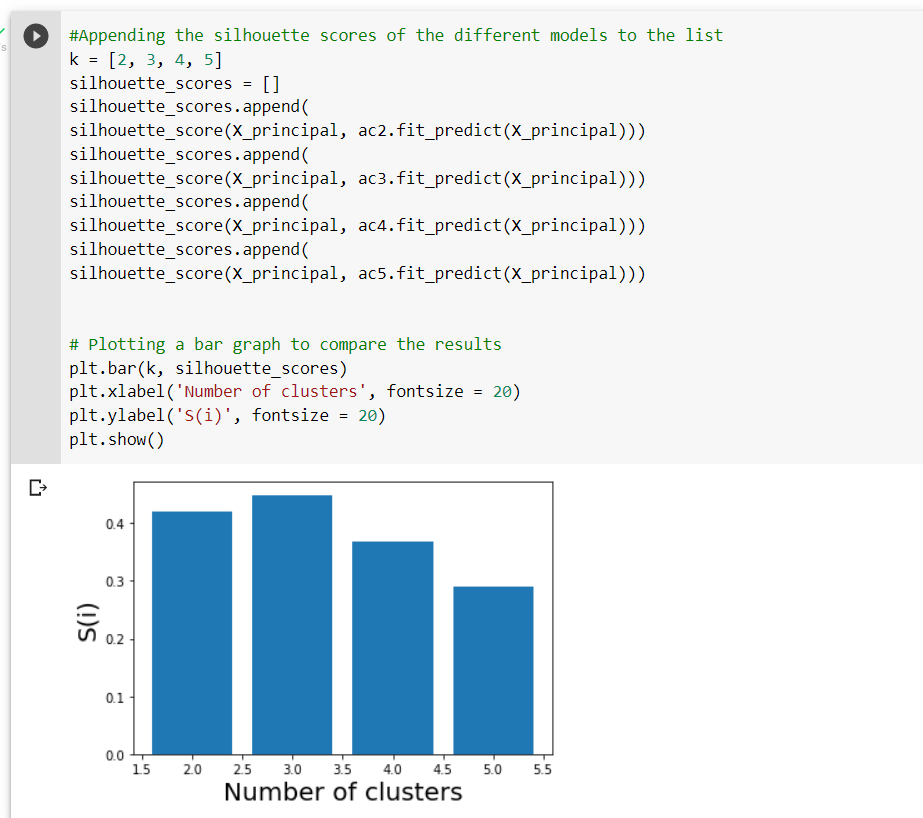 #Appending the silhouette scores of the different models to the list
k = [2, 3, 4, 5]
silhouette_scores = []
silhouette_scores.append(
silhouette_score(X_principal, ac2.fit_predict(X_principal)))
silhouette_scores.append(
silhouette_score(X_principal, ac3.fit_predict(X_principal)))
silhouette_scores.append(
silhouette_score(X_principal, ac4.fit_predict(X_principal)))
silhouette_scores.append(
silhouette_score(X_principal, ac5.fit_predict(X_principal)))
# Plotting a bar graph to compare the results
plt.bar(k, silhouette_scores)
plt.xlabel('Number of clusters', fontsize = 20)
plt.ylabel('S(i)', fontsize = 20)
plt.show()
0.4
0.3
S(i)
0.2
0.1
0.0
1.5 2.0 2.5 3.0 3.5 4.0 4.5 5.0 5.5
Number of clusters